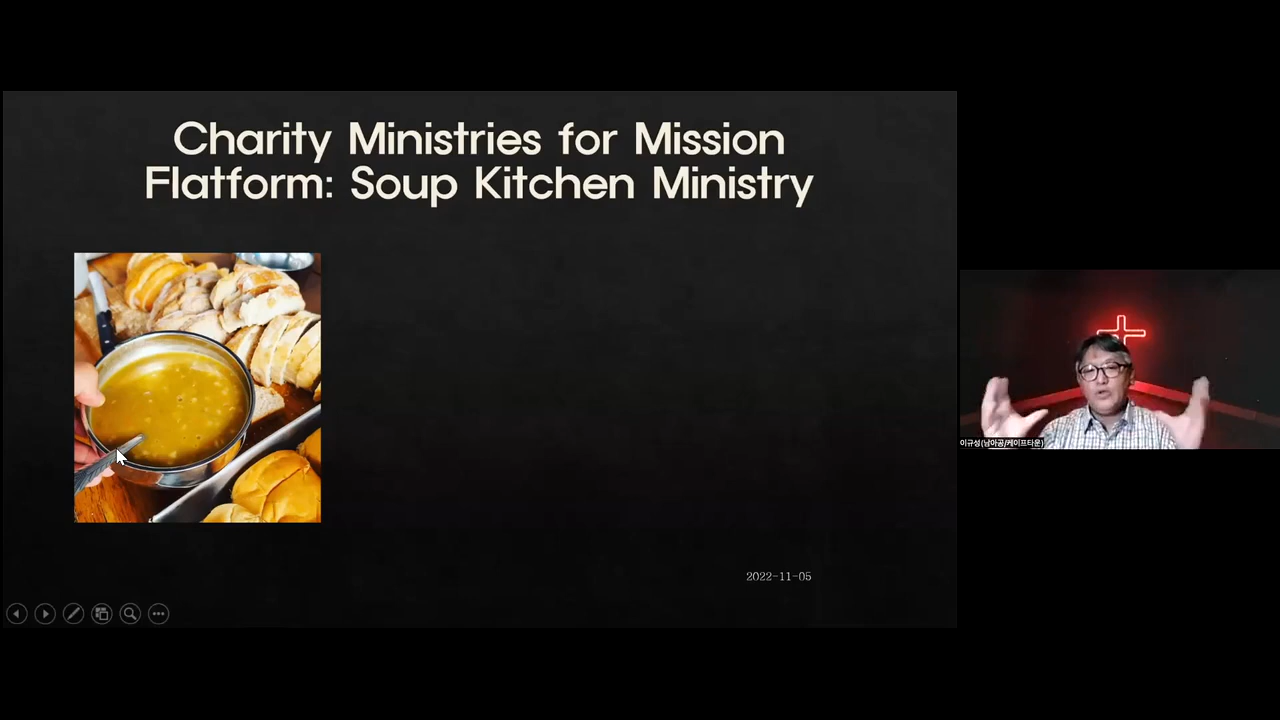 Charity Ministries for Mission
Flatform: Soup Kitchen Ministry
2022-11-05
이규성(남아공/케이프타운)